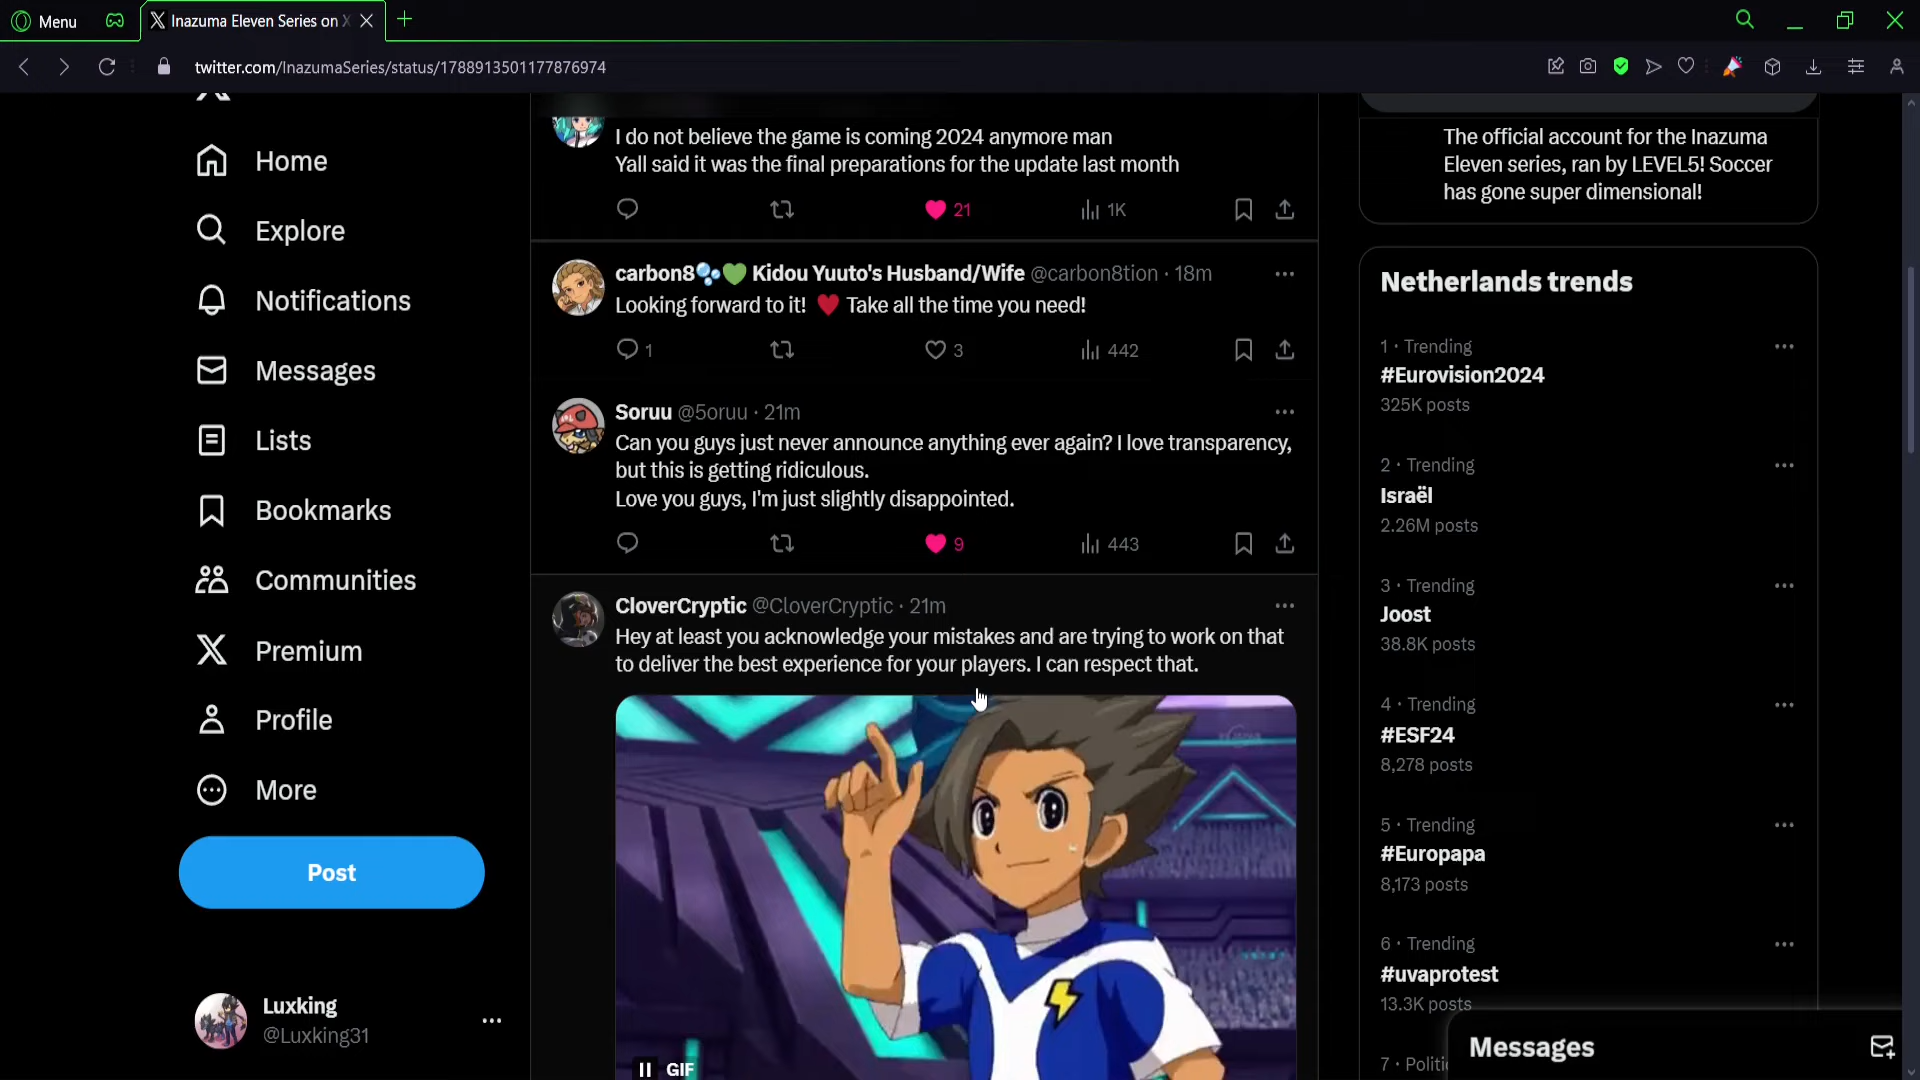 Menu
Inazuma Eleven Series on X
twitter.com/InazumaSeries/status/1788913501177876974
Home
Explore
Notifications
Messages
Lists
Bookmarks
Communities
Premium
Profile
More
Post
Luxking
@Luxking31
I do not believe the game is coming 2024 anymore man
Yall said it was the final preparations for the update last month
21
1K
carbon8🫧💚 Kidou Yuuto's Husband/Wife @carbon8tion · 18m
Looking forward to it! ♥️ Take all the time you need!
1
3
442
Soruu @5oruu · 21m
Can you guys just never announce anything ever again? I love transparency,
but this is getting ridiculous.
Love you guys, I'm just slightly disappointed.
9
443
CloverCryptic @CloverCryptic · 21m
Hey at least you acknowledge your mistakes and are trying to work on that
to deliver the best experience for your players. I can respect that.
GIF
The official account for the Inazuma
Eleven series, ran by LEVEL5! Soccer
has gone super dimensional!
Netherlands trends
1 · Trending
#Eurovision2024
325K posts
2 · Trending
Israël
2.26M posts
3 · Trending
Joost
38.8K posts
4 · Trending
#ESF24
8,278 posts
5 · Trending
#Europapa
8,173 posts
6 · Trending
#uvaprotest
13.3K posts
7 · Politi
Messages